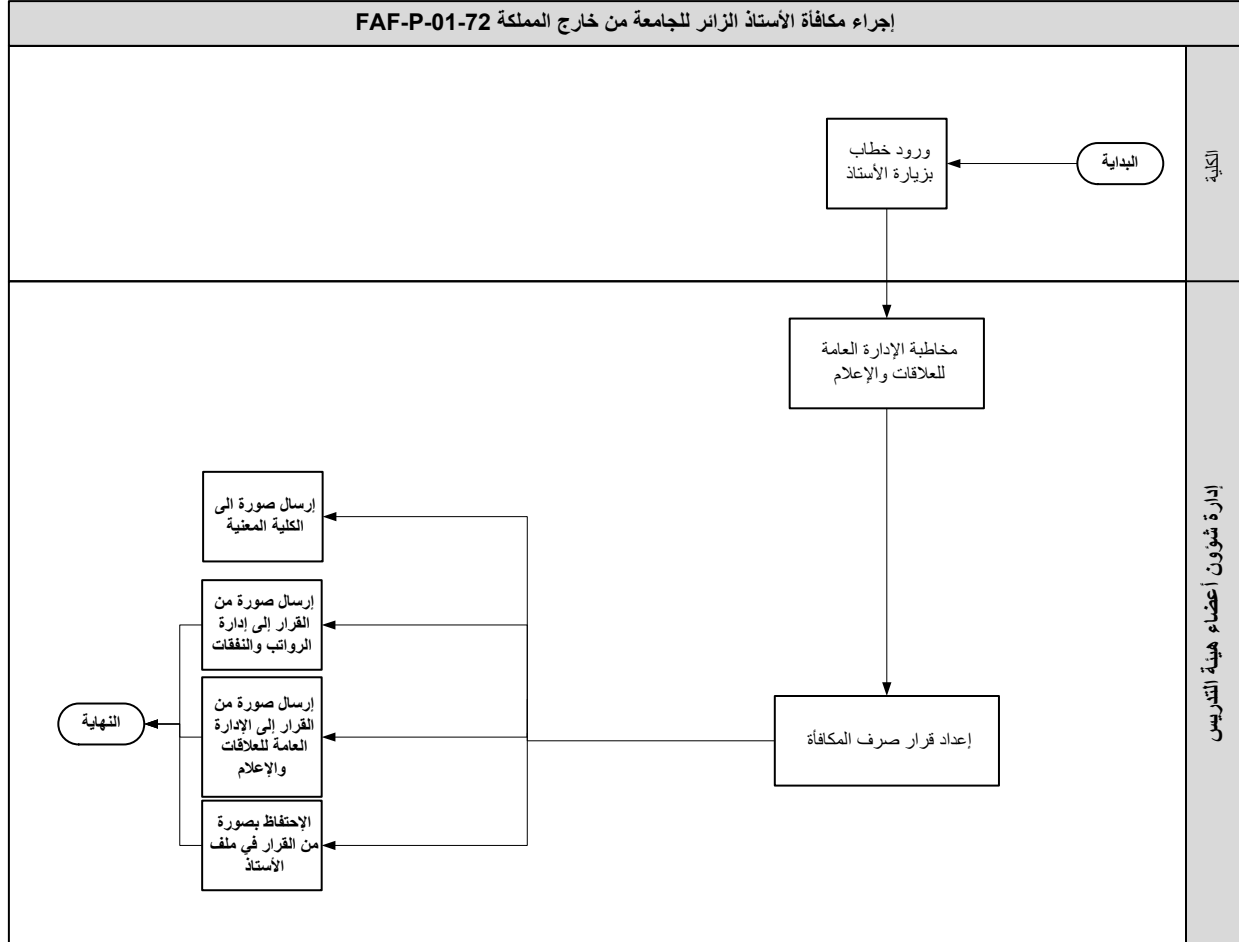 إجراء مكافأة الأستاذ الزائر للجامعة من خارج المملكة FAF-P-01-72
الكلية
البداية
ورود خطاب
بزيارة الأستاذ
إدارة شؤون أعضاء هيئة التدريس
مخاطبة الإدارة العامة
للعلاقات والإعلام
إعداد قرار صرف المكافأة
إرسال صورة الى
الكلية المعنية
إرسال صورة من
القرار إلى إدارة
الرواتب والنفقات
إرسال صورة من
القرار إلى الإدارة
العامة للعلاقات
والإعلام
الإحتفاظ بصورة
من القرار في ملف
الأستاذ
النهاية